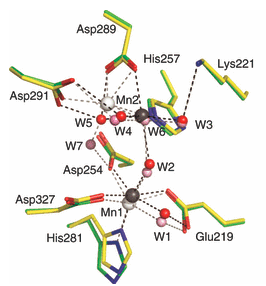 Asp289
His257
Lys221
Asp291
Mn2
W5
W4
W6
W3
W7
Asp254
W2
Asp327
Mn1
His281
W1
Glu219